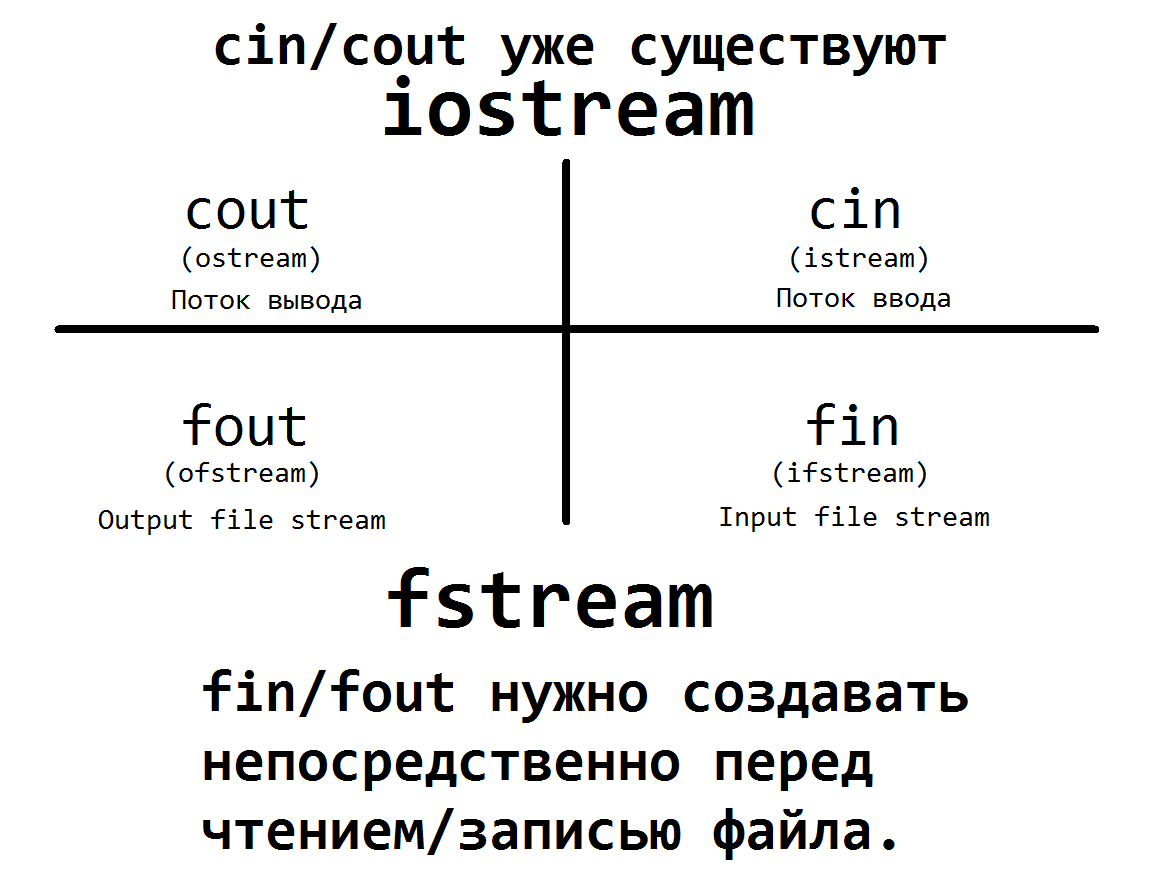 cin/cout уже существуют
iostream
cout
cin
(ostream)
(istream)
Поток вывода
Поток ввода
fout
fin
(ofstream)
(ifstream)
Output file stream
Input file stream
fstream
fin/fout нужно создавать
непосредственно перед
чтением/записью файла.